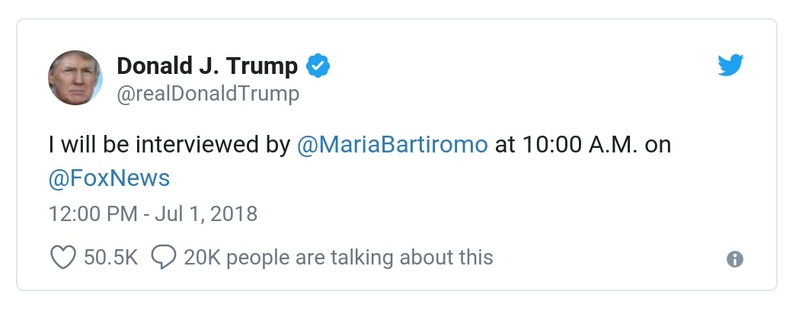 Donald J. Trump
@realDonaldTrump
I will be interviewed by @MariaBartiromo at 10:00 A.M. on
@FoxNews
12:00 PM - Jul 1, 2018
50.5K 20K people are talking about this